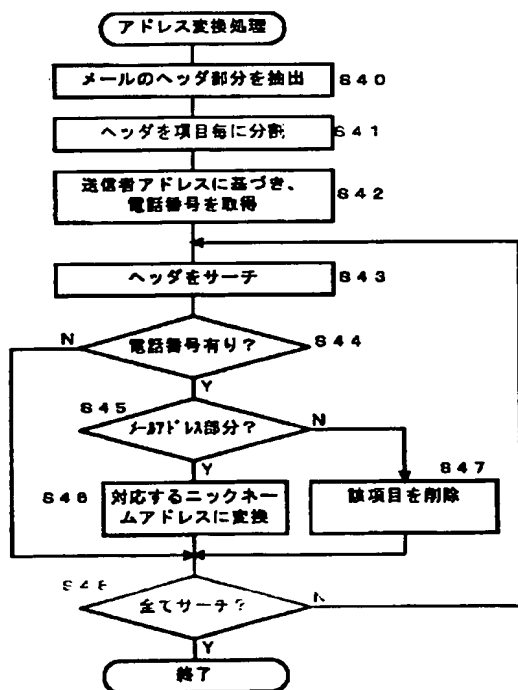 アドレス変換処理
メールのヘッダ部分を抽出
S40
ヘッダを項目毎に分割
S41
送信者アドレスに基づき、
電話番号を取得
S42
ヘッダをサーチ
S43
N
電話番号有り？
S44
Y
S45
メールアドレス部分？
N
Y
S46
対応するニックネー
ムアドレスに変換
S47
該項目を削除
S48
全てサーチ？
N
Y
終了